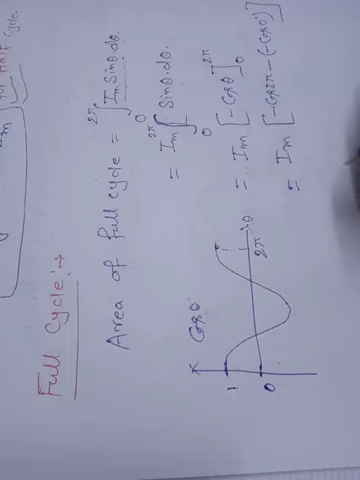 for Half Cycle.
Full Cycle:→
Area of full cycle = ∫₀^2π Im Sinθ.dθ.
= Im ∫₀^2π Sinθ.dθ.
= Im [-Cosθ]₀^2π
= Im [-Cos2π - (-Cos0)]
Cosθ
1
0
2π
θ